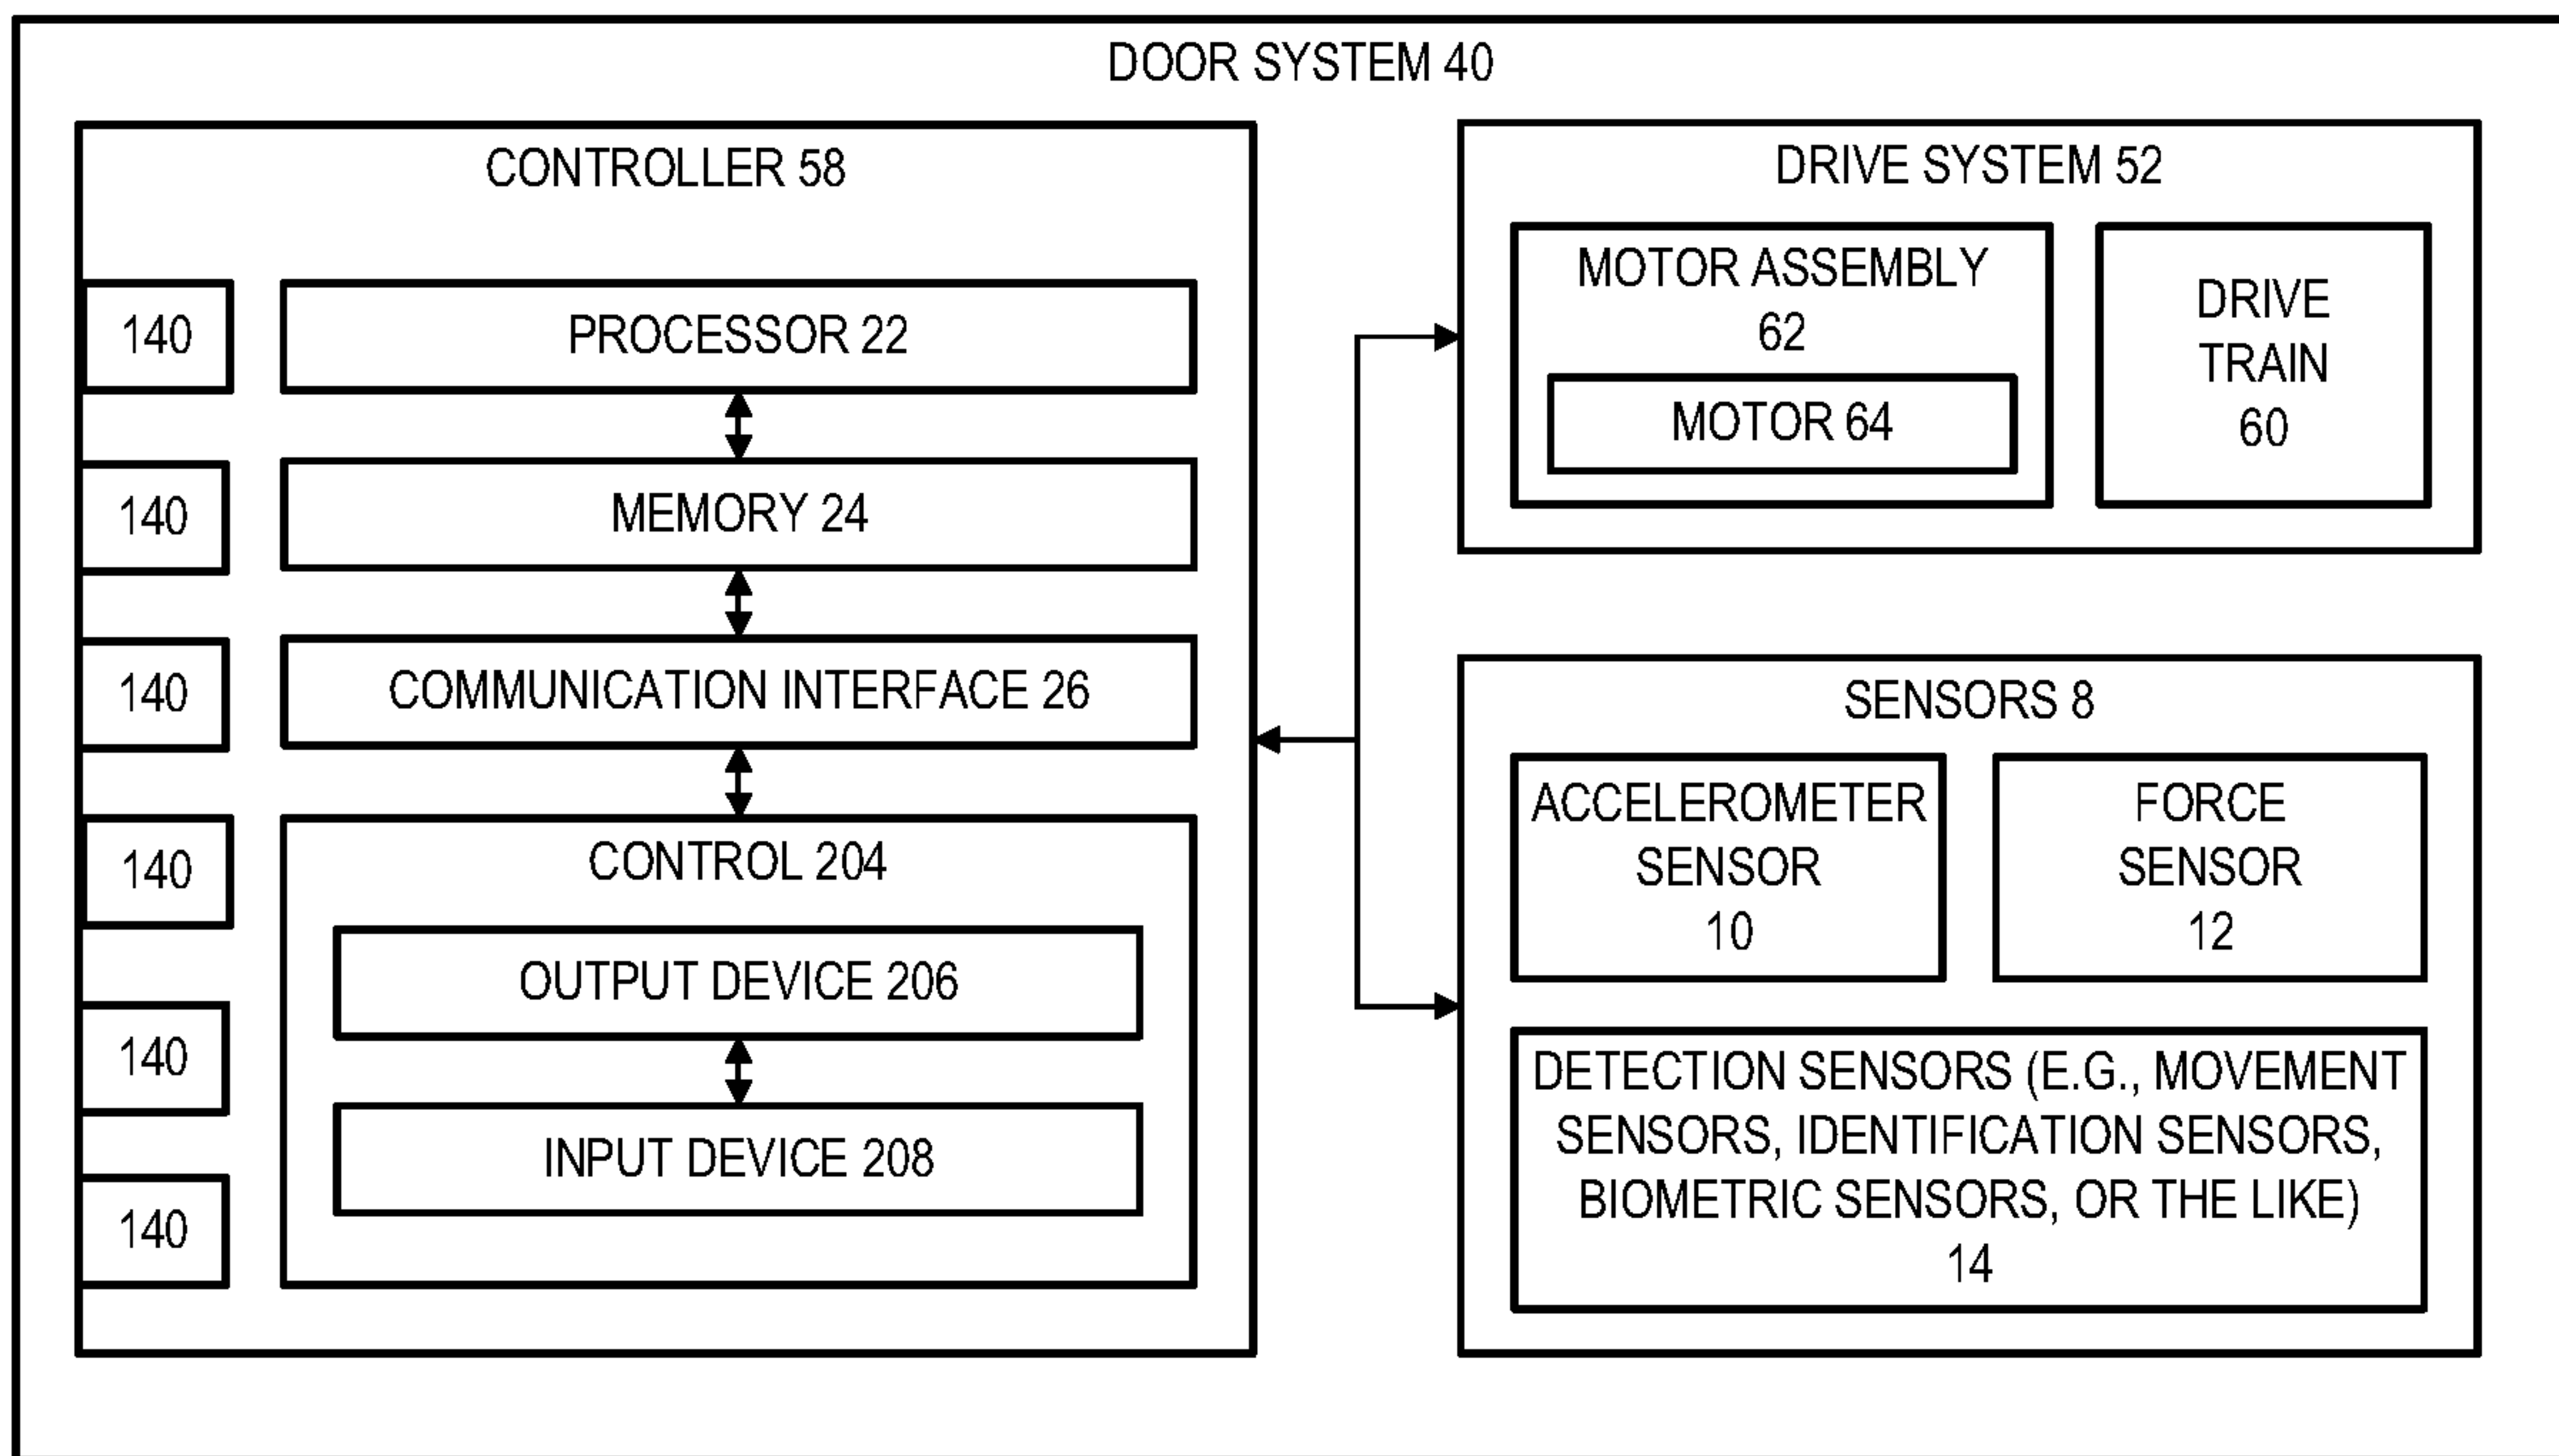 DOOR SYSTEM 40
CONTROLLER 58
140
PROCESSOR 22
140
MEMORY 24
140
COMMUNICATION INTERFACE 26
140
CONTROL 204
140
OUTPUT DEVICE 206
140
INPUT DEVICE 208
DRIVE SYSTEM 52
MOTOR ASSEMBLY
62
MOTOR 64
DRIVE
TRAIN
60
SENSORS 8
ACCELEROMETER
SENSOR
10
FORCE
SENSOR
12
DETECTION SENSORS (E.G., MOVEMENT
SENSORS, IDENTIFICATION SENSORS,
BIOMETRIC SENSORS, OR THE LIKE)
14